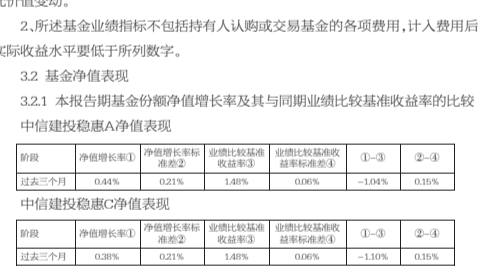 价值变动。
2、所述基金业绩指标不包括持有人认购或交易基金的各项费用,计入费用后
实际收益水平要低于所列数字。
3.2 基金净值表现
3.2.1 本报告期基金份额净值增长率及其与同期业绩比较基准收益率的比较
中信建投稳惠A净值表现
阶段 净值增长率① 净值增长率标准差② 业绩比较基准收益率③ 业绩比较基准收益率标准差④ ①-③ ②-④
过去三个月 0.44% 0.21% 1.48% 0.06% -1.04% 0.15%
中信建投稳惠C净值表现
阶段 净值增长率① 净值增长率标准差② 业绩比较基准收益率③ 业绩比较基准收益率标准差④ ①-③ ②-④
过去三个月 0.38% 0.21% 1.48% 0.06% -1.10% 0.15%